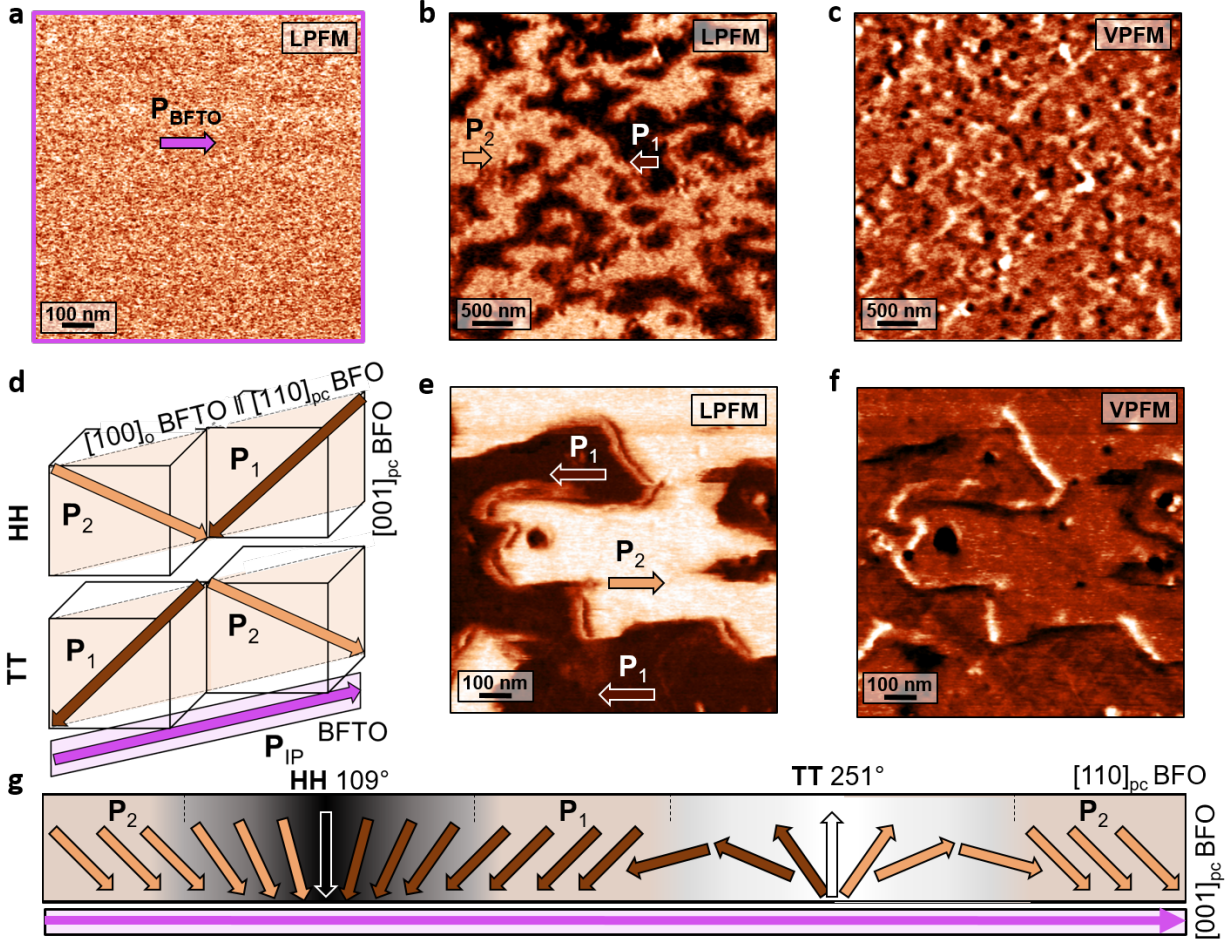 a
LPFM
P BFTO
100 nm
b
LPFM
P2
P1
500 nm
c
VPFM
500 nm
d
[100]o BFTO || [110]pc BFO
[001]pc BFO
HH
P1
P2
TT
P1
P2
PIP BFTO
e
LPFM
P1
P2
P1
100 nm
f
VPFM
100 nm
g
HH 109°
TT 251°
[110]pc BFO
P2
P1
P2
[001]pc BFO